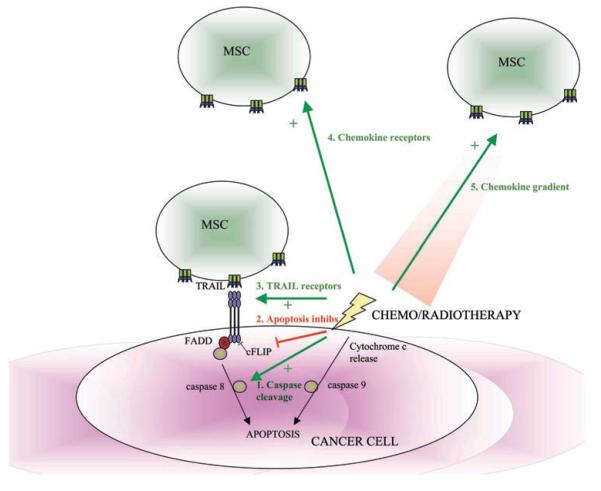 MSC
MSC
+
4. Chemokine receptors
+
5. Chemokine gradient
MSC
TRAIL
3. TRAIL receptors
+
CHEMO/RADIOTHERAPY
2. Apoptosis inhibs
FADD
cFLIP
Cytochrome c
release
+
caspase 8
1. Caspase
cleavage
caspase 9
APOPTOSIS
CANCER CELL